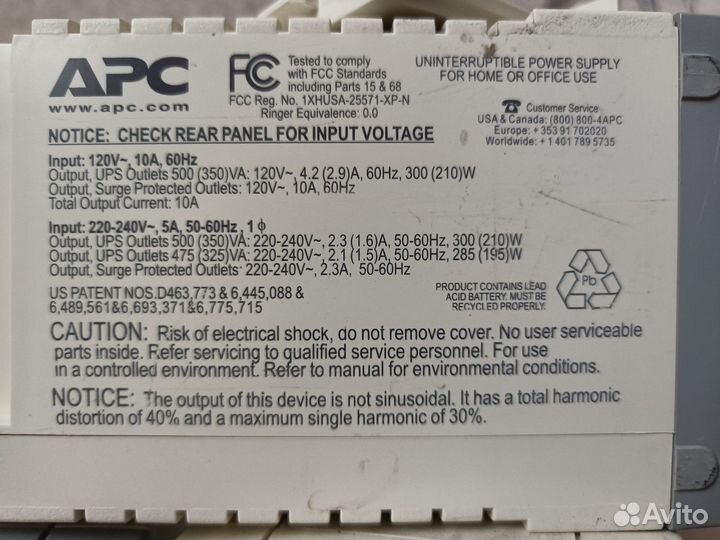 APC
www.apc.com
FC
Tested to comply
with FCC Standards
including Parts 15 & 68
FCC Reg. No. 1XHUSA-25571-XP-N
Ringer Equivalence: 0.0
UNINTERRUPTIBLE POWER SUPPLY
FOR HOME OR OFFICE USE
Customer Service
USA & Canada: (800) 800-4APC
Europe: +353 91 702020
Worldwide: +1 401 789 5735
NOTICE: CHECK REAR PANEL FOR INPUT VOLTAGE
Input: 120V~, 10A, 60Hz
Output, UPS Outlets 500 (350)VA: 120V~, 4.2 (2.9)A, 60Hz, 300 (210)W
Output, Surge Protected Outlets: 120V~, 10A, 60Hz
Total Output Current: 10A
Input: 220-240V~, 5A, 50-60Hz, 1 ϕ
Output, UPS Outlets 500 (350)VA: 220-240V~, 2.3 (1.6)A, 50-60Hz, 300 (210)W
Output, UPS Outlets 475 (325)VA: 220-240V~, 2.1 (1.5)A, 50-60Hz, 285 (195)W
Output, Surge Protected Outlets: 220-240V~, 2.3A, 50-60Hz
US PATENT NOS.D463,773 & 6,445,088 &
6,489,561&6,693,371&6,775,715
PRODUCT CONTAINS LEAD
ACID BATTERY. MUST BE
RECYCLED PROPERLY.
Pb
CAUTION: Risk of electrical shock, do not remove cover. No user serviceable
parts inside. Refer servicing to qualified service personnel. For use
in a controlled environment. Refer to manual for environmental conditions.
NOTICE: The output of this device is not sinusoidal. It has a total harmonic
distortion of 40% and a maximum single harmonic of 30%.
Avito